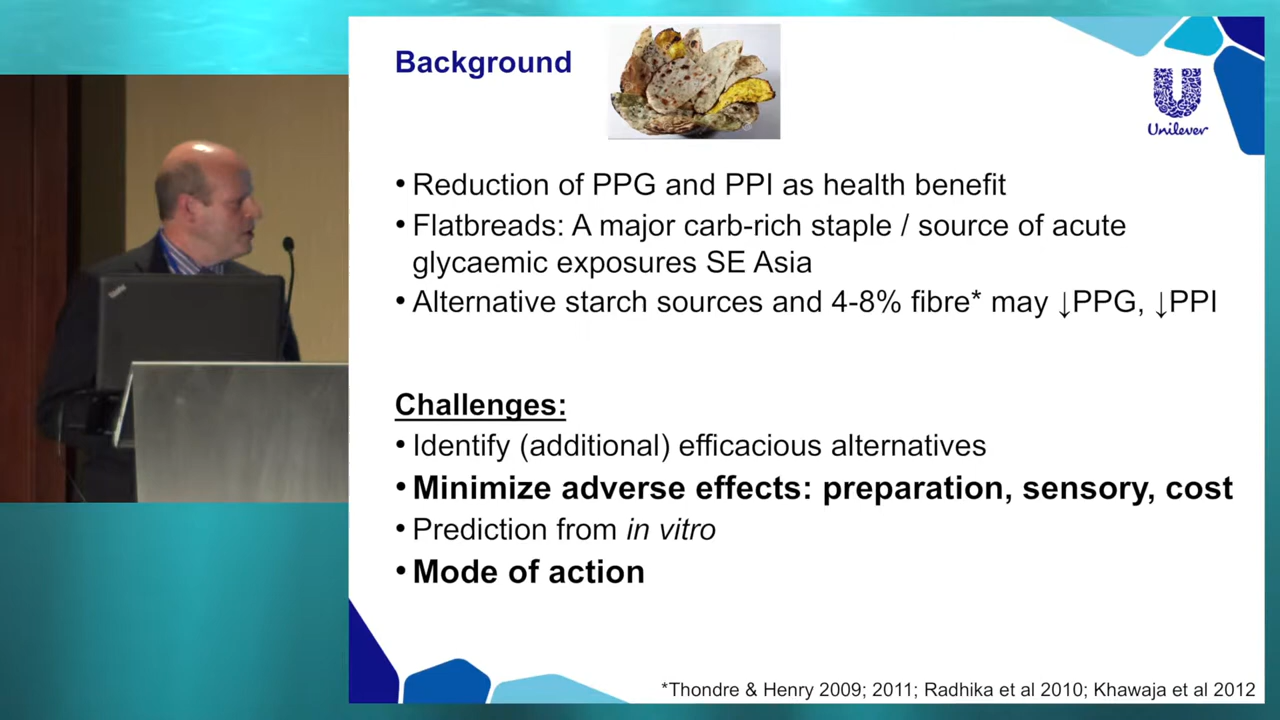 Background
Unilever
• Reduction of PPG and PPI as health benefit
• Flatbreads: A major carb-rich staple / source of acute
glycaemic exposures SE Asia
• Alternative starch sources and 4-8% fibre* may ↓PPG, ↓PPI
Challenges:
• Identify (additional) efficacious alternatives
• Minimize adverse effects: preparation, sensory, cost
• Prediction from in vitro
• Mode of action
*Thondre & Henry 2009; 2011; Radhika et al 2010; Khawaja et al 2012
ThinkPad